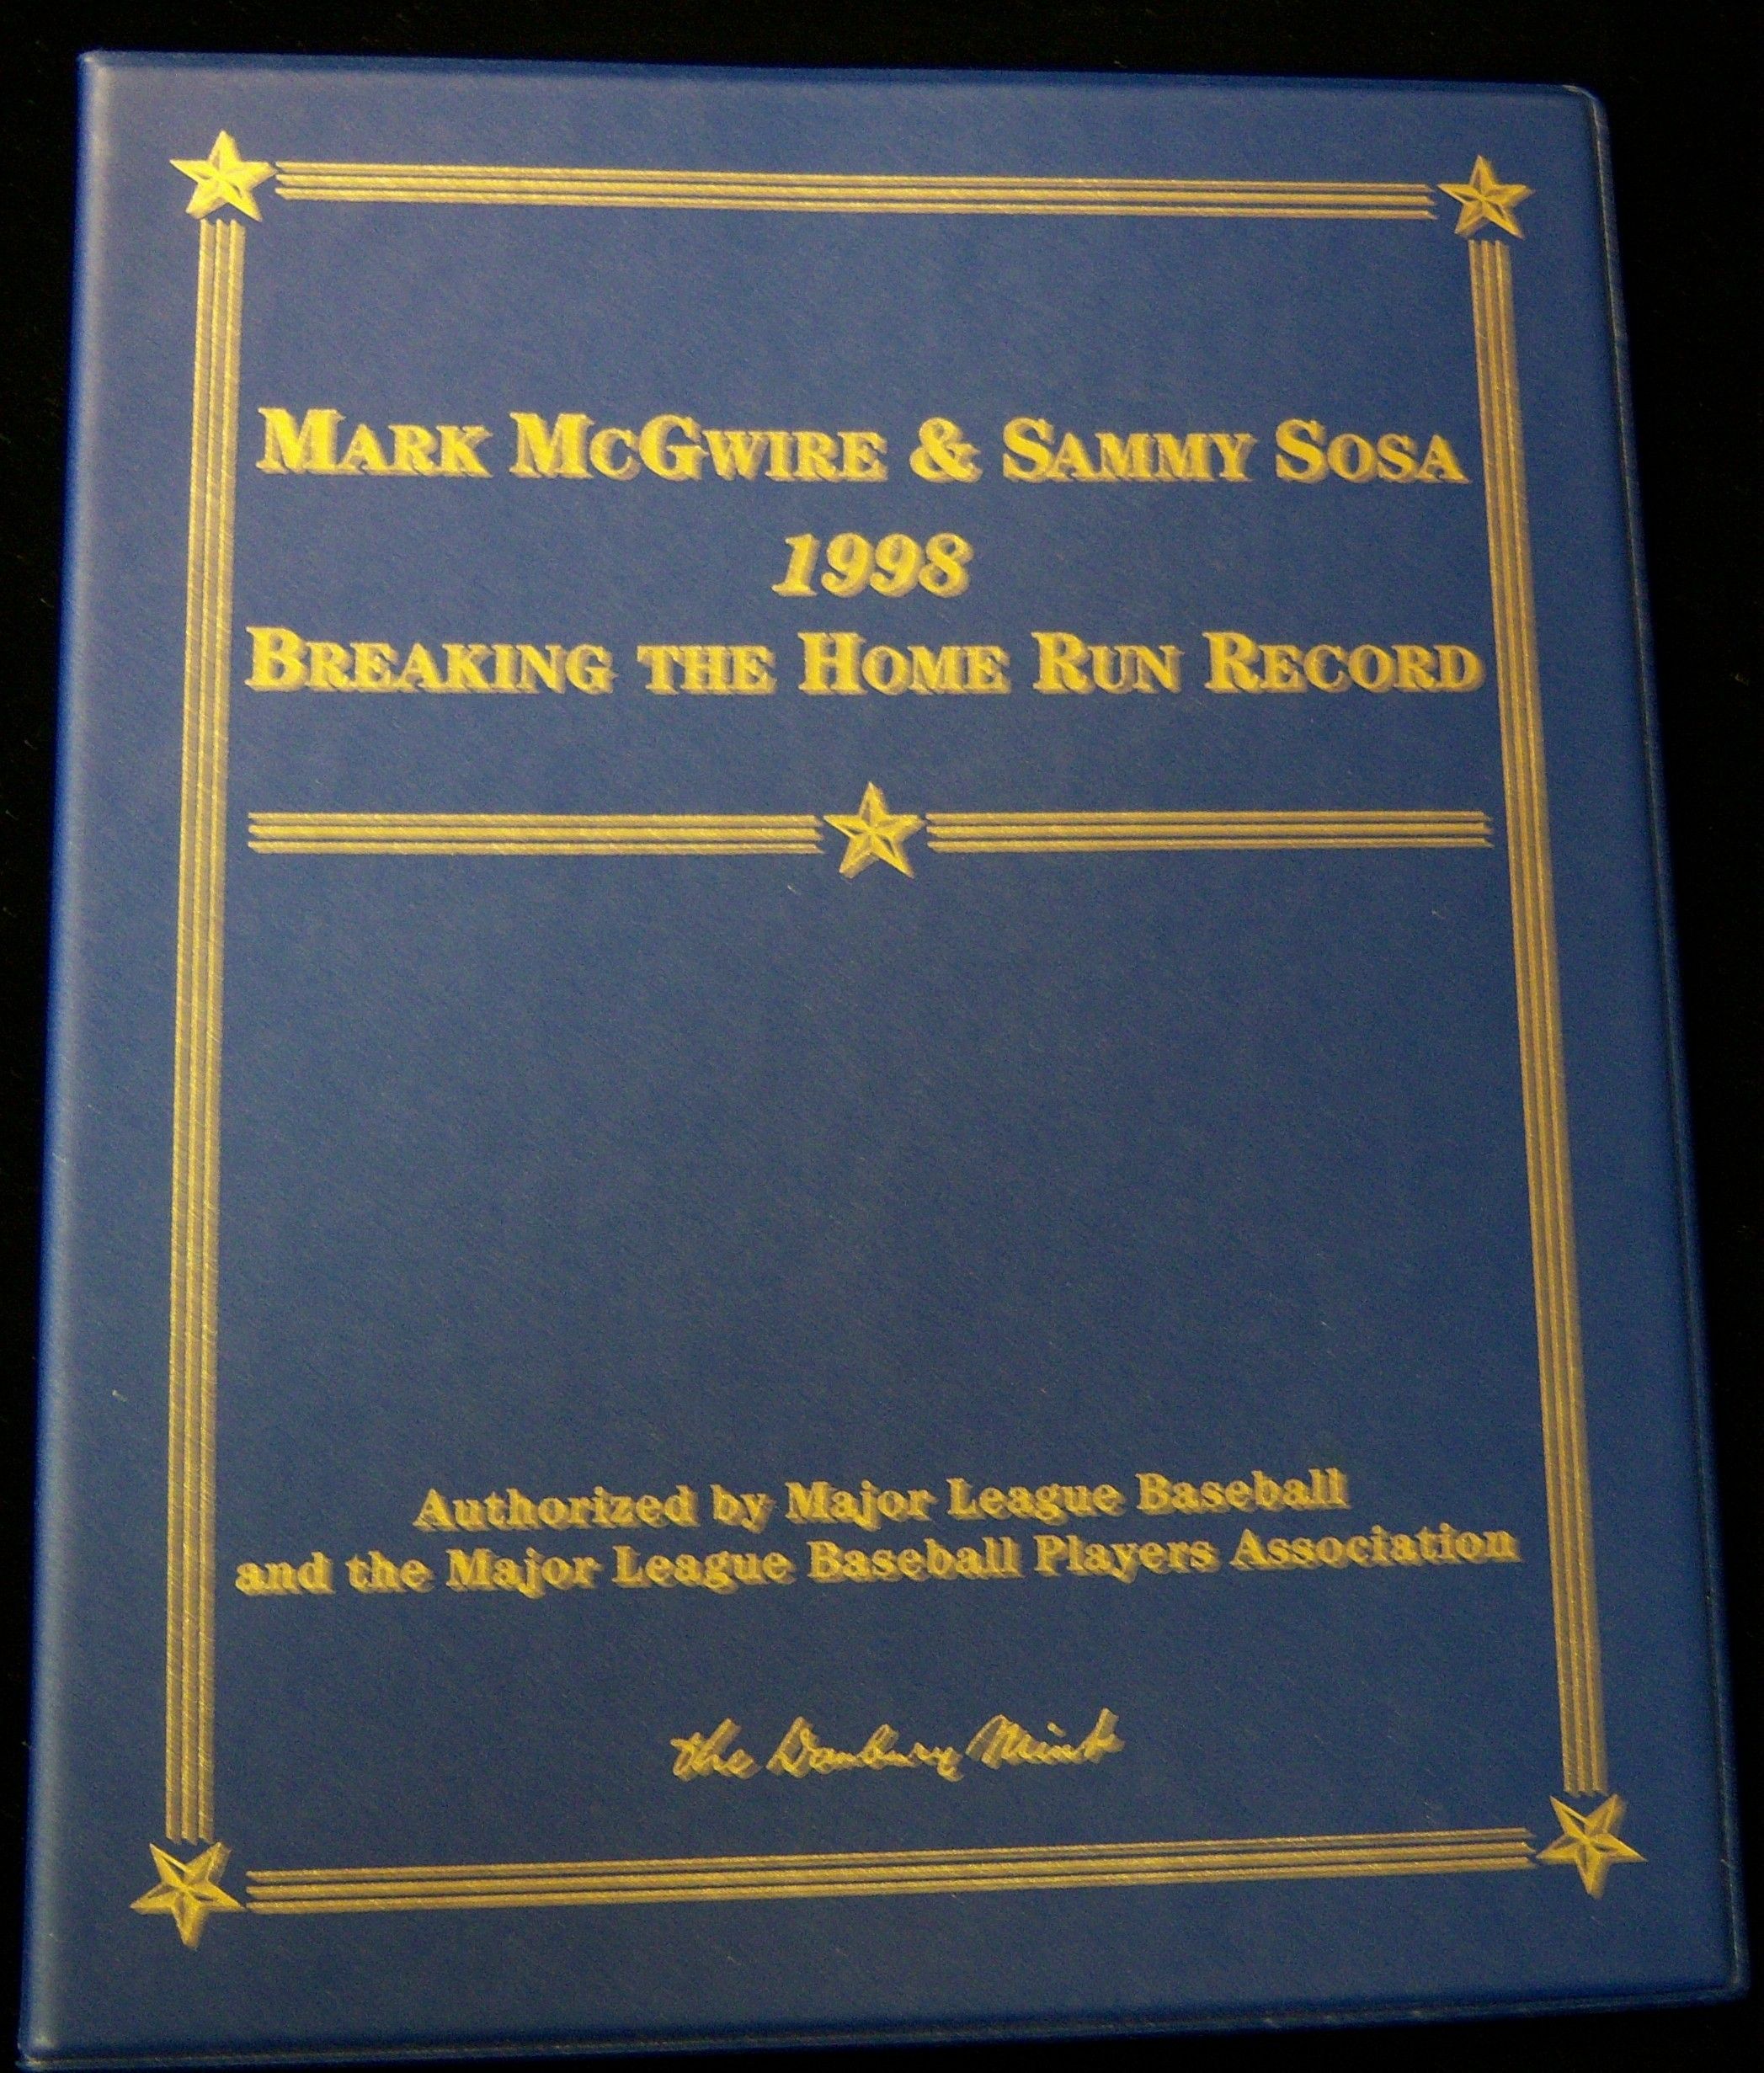 MARK MCGWIRE & SAMMY SOSA
1998
BREAKING THE HOME RUN RECORD
Authorized by Major League Baseball
and the Major League Baseball Players Association
the Danbury Mint